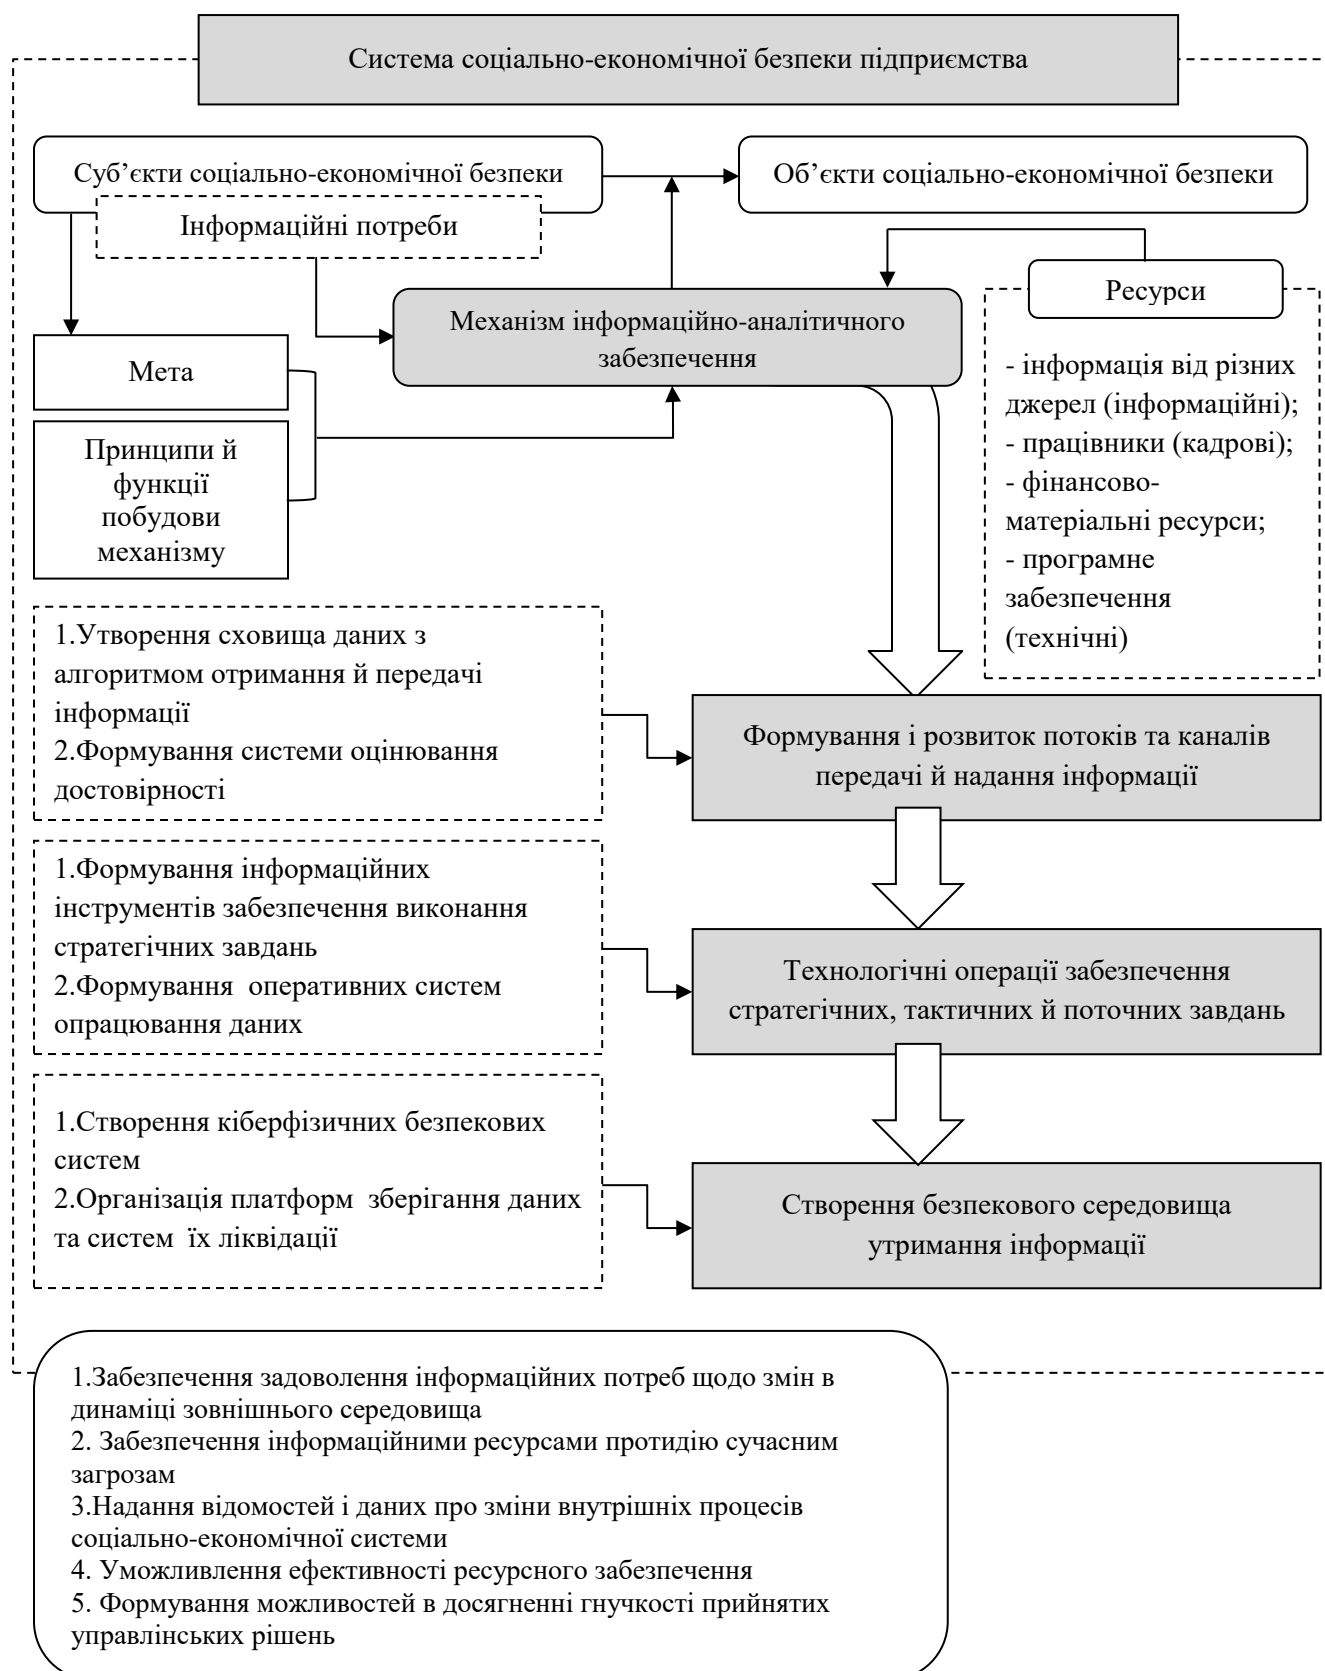 Система соціально-економічної безпеки підприємства
Суб’єкти соціально-економічної безпеки
Об’єкти соціально-економічної безпеки
Інформаційні потреби
Ресурси
Механізм інформаційно-аналітичного
забезпечення
Мета
Принципи й
функції
побудови
механізму
- інформація від різних
джерел (інформаційні);
- працівники (кадрові);
- фінансово-
матеріальні ресурси;
- програмне
забезпечення
(технічні)
1.Утворення сховища даних з
алгоритмом отримання й передачі
інформації
2.Формування системи оцінювання
достовірності
Формування і розвиток потоків та каналів
передачі й надання інформації
1.Формування інформаційних
інструментів забезпечення виконання
стратегічних завдань
2.Формування  оперативних систем
опрацювання даних
Технологічні операції забезпечення
стратегічних, тактичних й поточних завдань
1.Створення кіберфізичних безпекових
систем
2.Організація платформ  зберігання даних
та систем  їх ліквідації
Створення безпекового середовища
утримання інформації
1.Забезпечення задоволення інформаційних потреб щодо змін в
динаміці зовнішнього середовища
2. Забезпечення інформаційними ресурсами протидію сучасним
загрозам
3.Надання відомостей і даних про зміни внутрішніх процесів
соціально-економічної системи
4. Уможливлення ефективності ресурсного забезпечення
5. Формування можливостей в досягненні гнучкості прийнятих
управлінських рішень